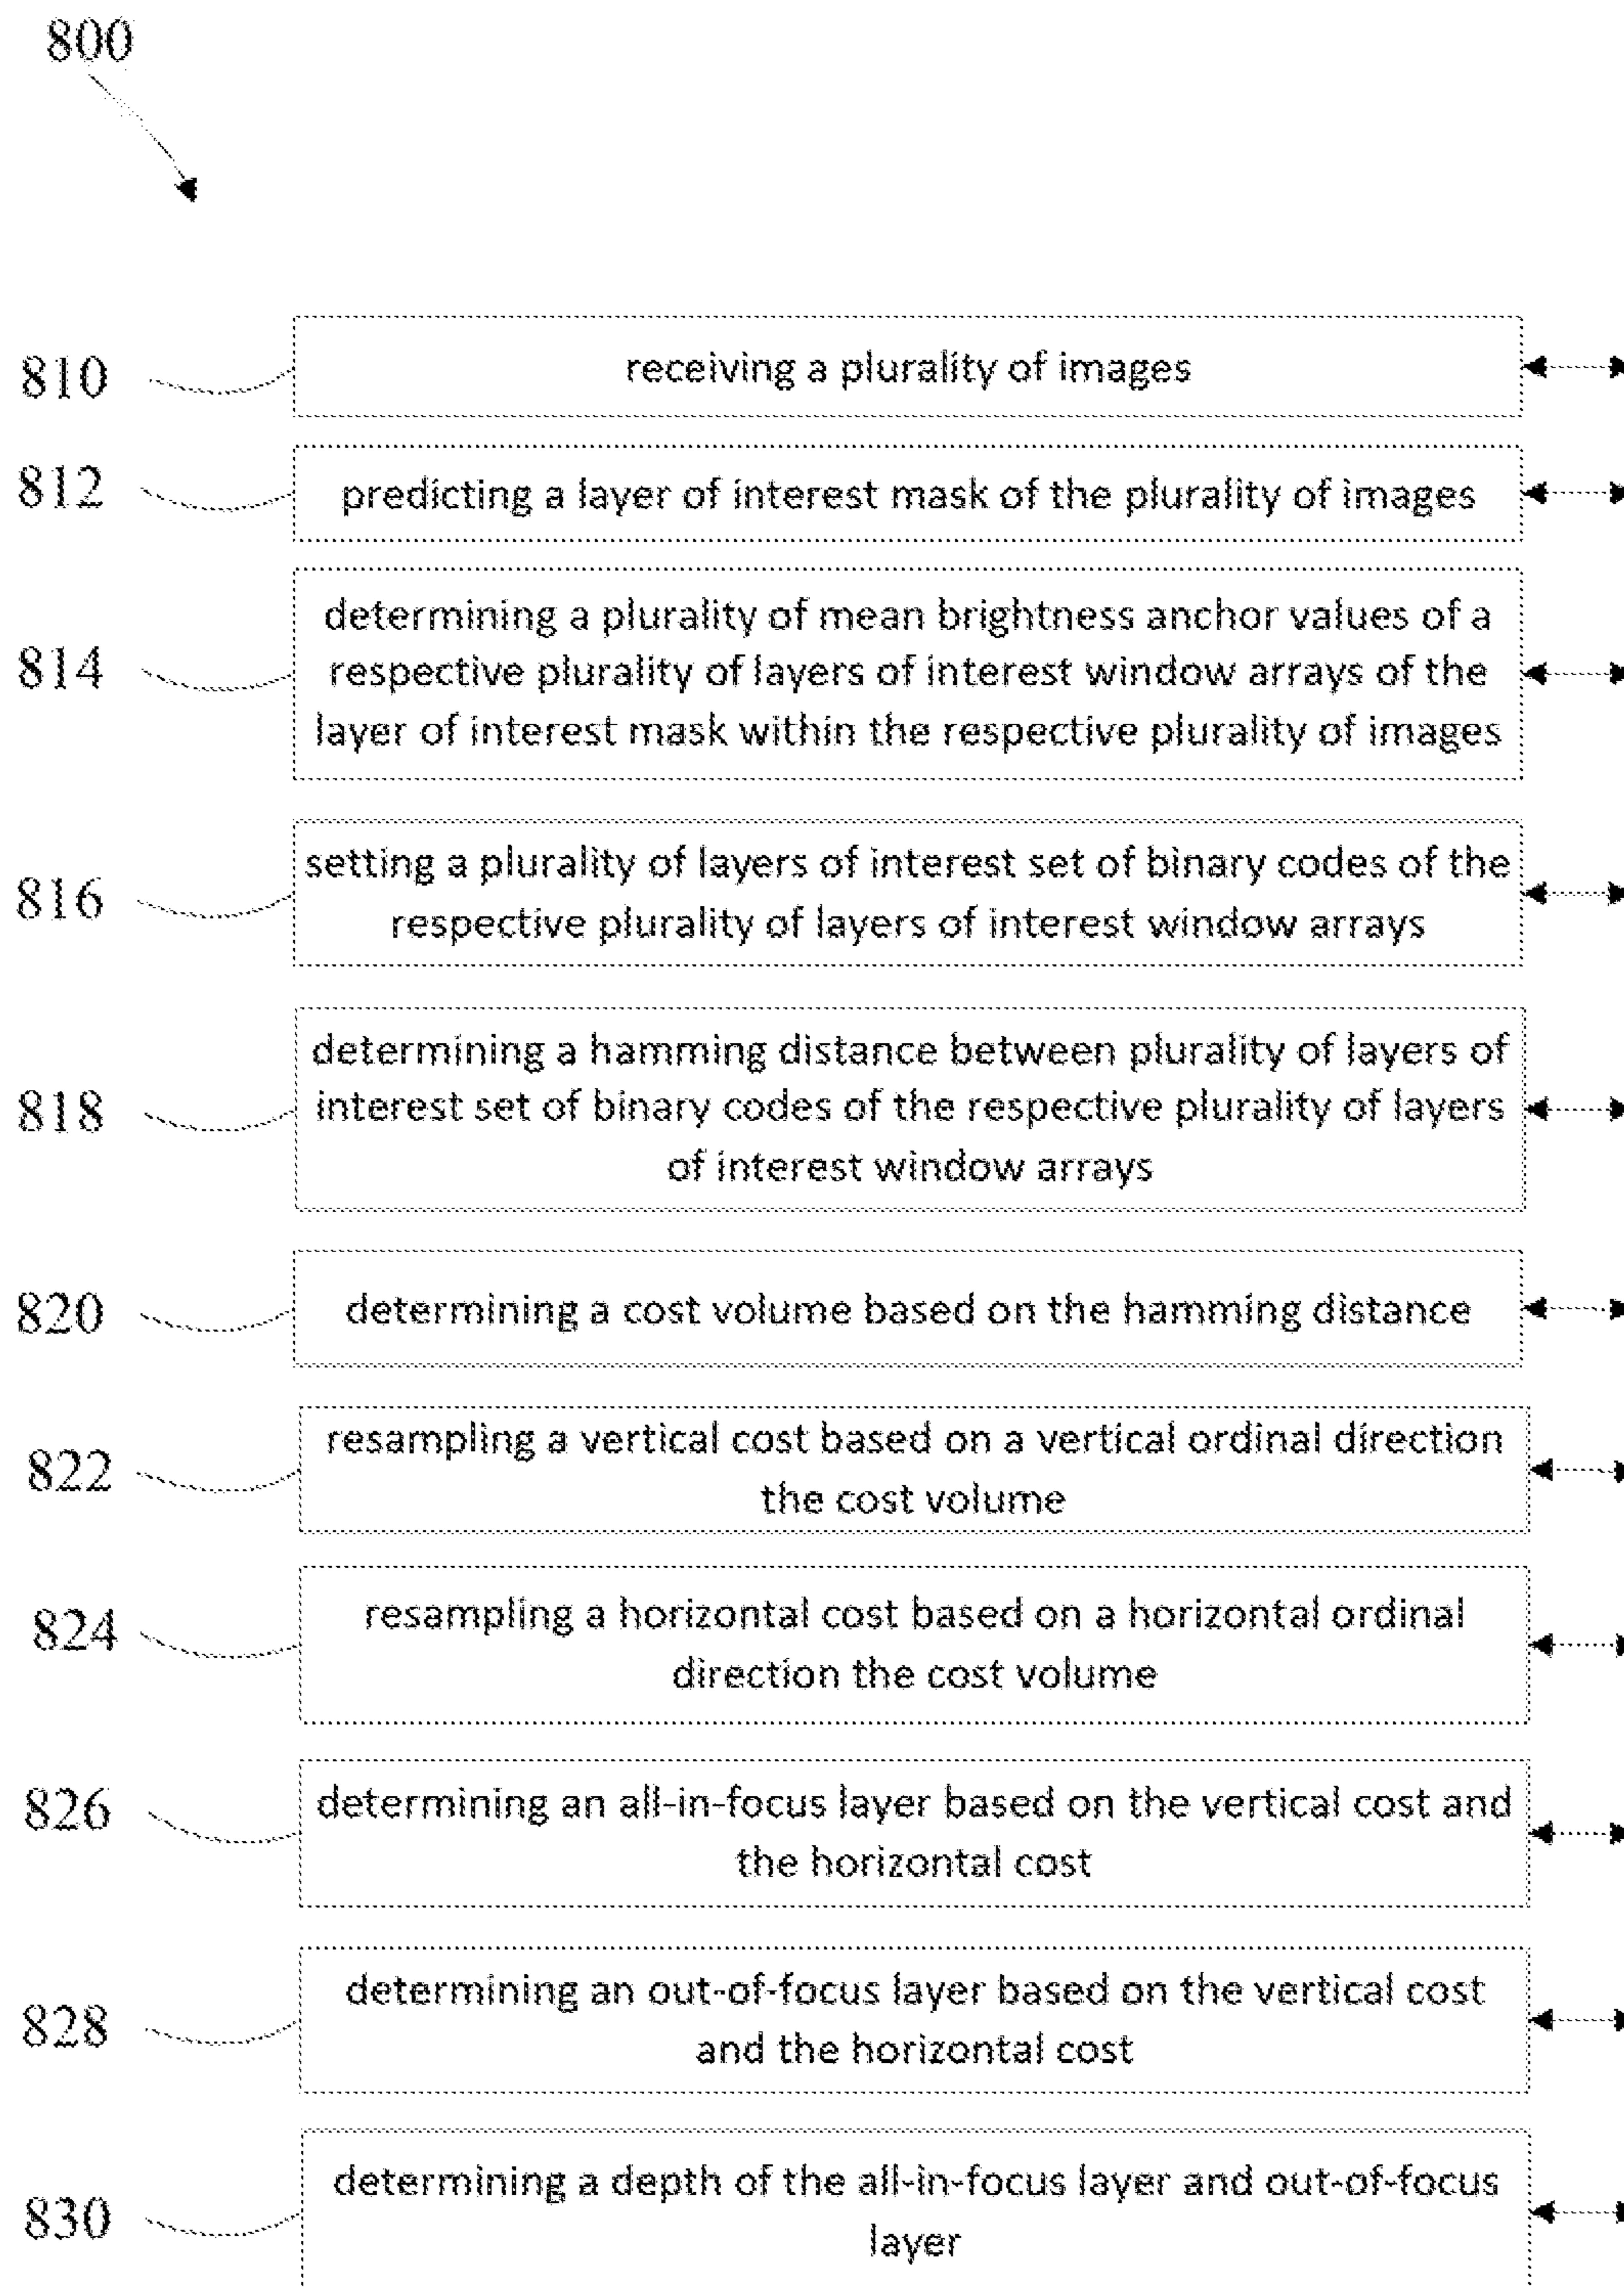 800
810
receiving a plurality of images
812
predicting a layer of interest mask of the plurality of images
814
determining a plurality of mean brightness anchor values of a
respective plurality of layers of interest window arrays of the
layer of interest mask within the respective plurality of images
816
setting a plurality of layers of interest set of binary codes of the
respective plurality of layers of interest window arrays
818
determining a hamming distance between plurality of layers of
interest set of binary codes of the respective plurality of layers
of interest window arrays
820
determining a cost volume based on the hamming distance
822
resampling a vertical cost based on a vertical ordinal direction
the cost volume
824
resampling a horizontal cost based on a horizontal ordinal
direction the cost volume
826
determining an all-in-focus layer based on the vertical cost and
the horizontal cost
828
determining an out-of-focus layer based on the vertical cost
and the horizontal cost
830
determining a depth of the all-in-focus layer and out-of-focus
layer